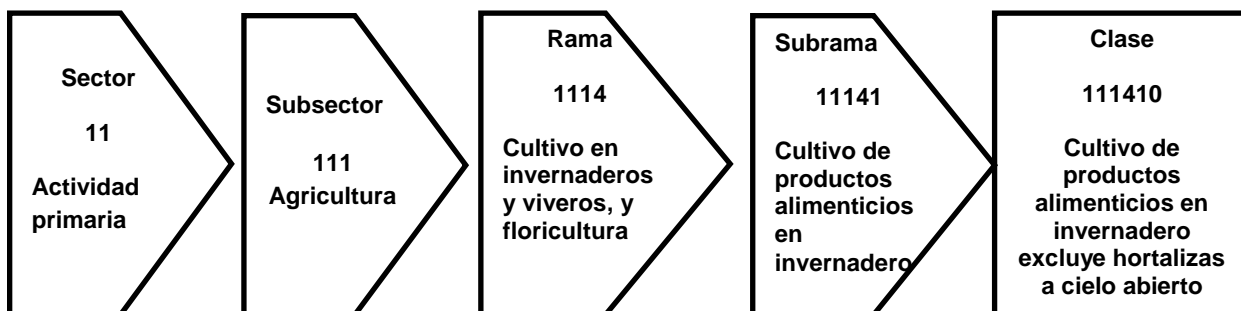 Sector
11
Actividad
primaria
Subsector
111
Agricultura
Rama
1114
Cultivo en
invernaderos
y viveros, y
floricultura
Subrama
11141
Cultivo de
productos
alimenticios
en
invernadero
Clase
111410
Cultivo de
productos
alimenticios en
invernadero
excluye hortalizas
a cielo abierto